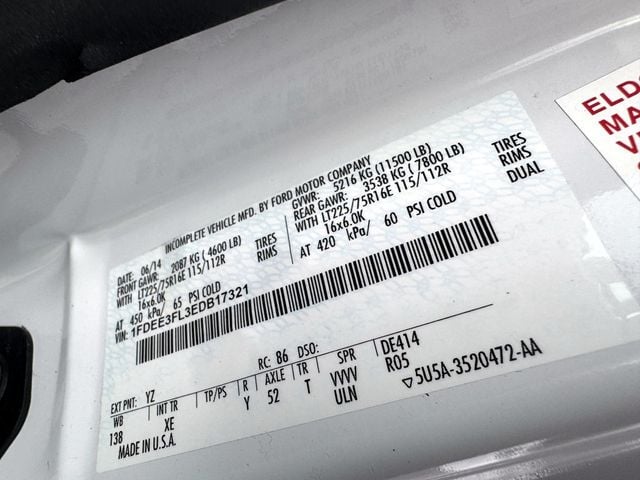 INCOMPLETE VEHICLE MFD. BY FORD MOTOR COMPANY
DATE: 06/14 GVWR: 5216 KG (11500 LB)
FRONT GAWR: 2087 KG (4600 LB) REAR GAWR: 3538 KG (7800 LB)
WITH LT225/75R16E 115/112R TIRES WITH LT225/75R16E 115/112R TIRES
16x6.0K RIMS 16x6.0K RIMS
AT 450 kPa/ 65 PSI COLD AT 420 kPa/ 60 PSI COLD DUAL
VIN: 1FDEE3FL3EDB17321
EXT PNT: YZ RC: 86 DSO:
WB INT TR TP/PS R AXLE TR SPR DE414
138 XE Y 52 T VVVV R05
ULN
MADE IN U.S.A. ▽5U5A-3520472-AA
ELD
MA